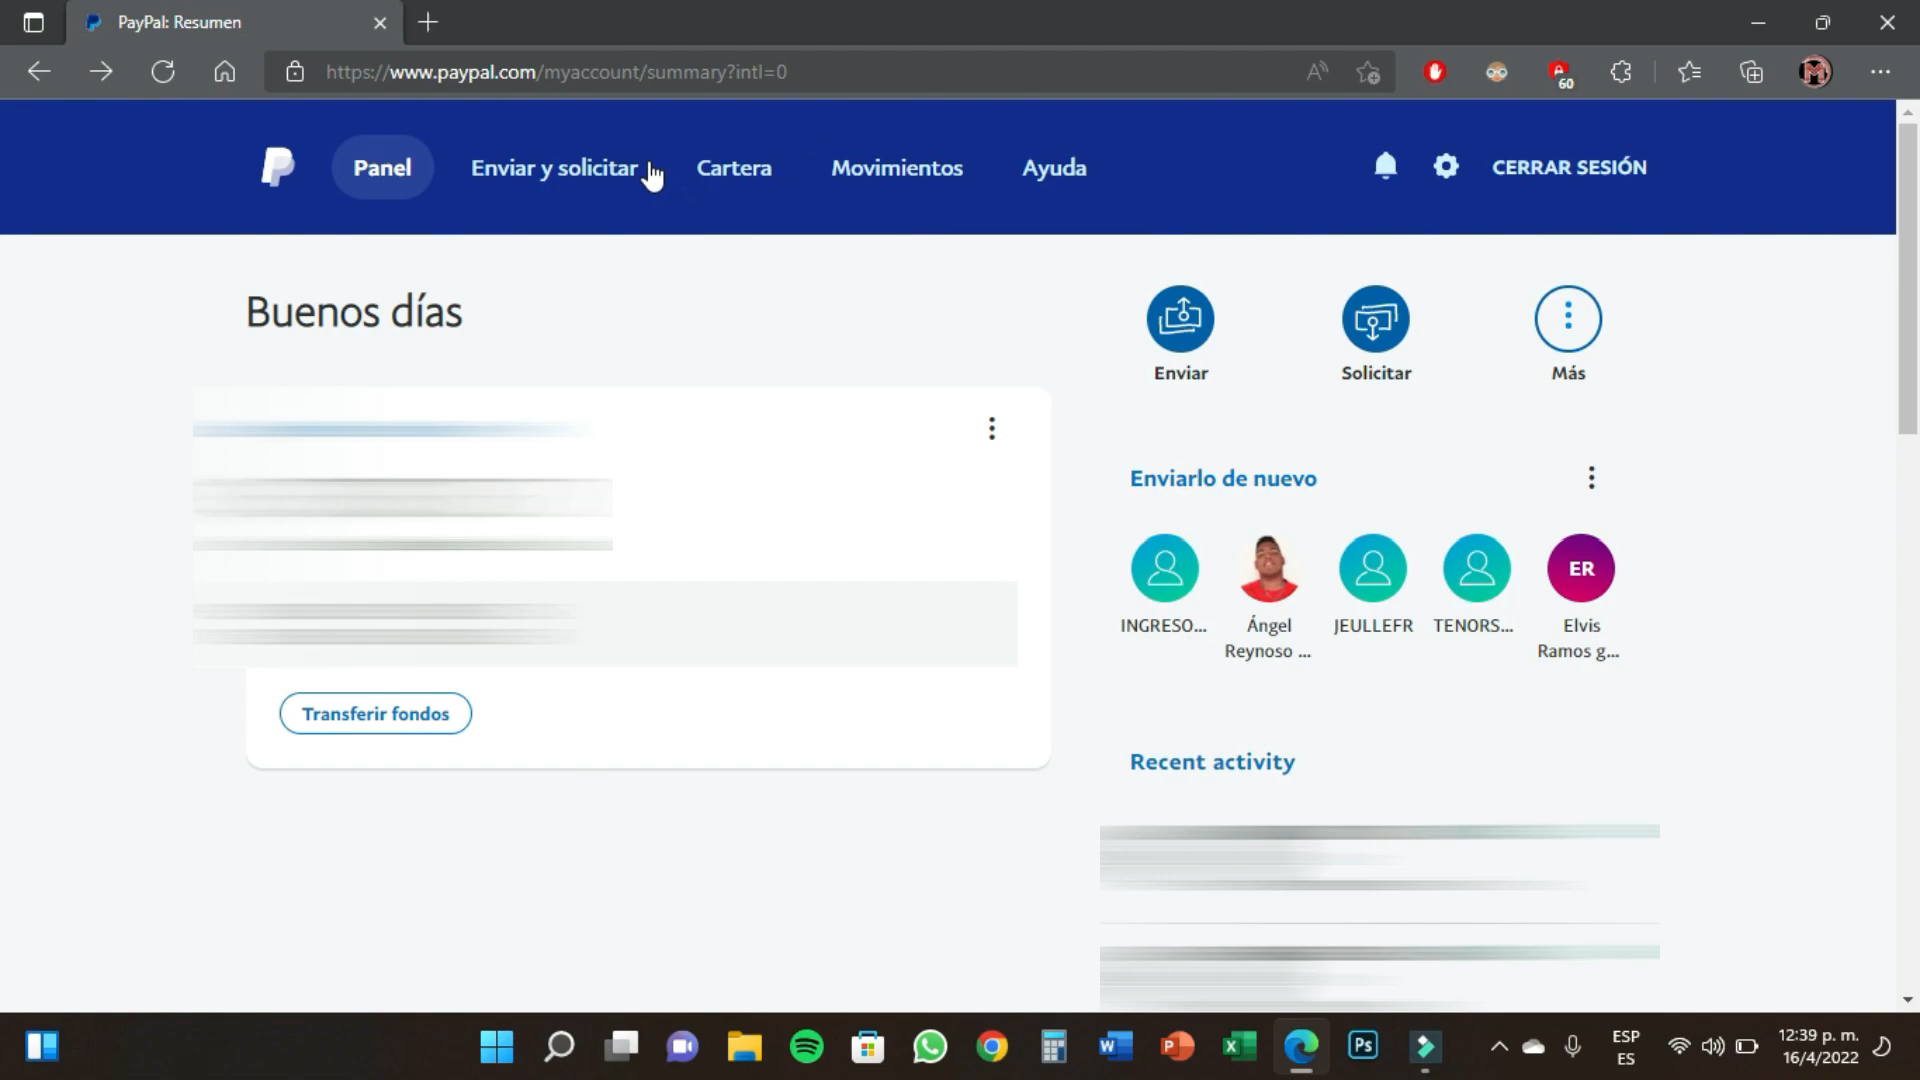 PayPal: Resumen
https://www.paypal.com/myaccount/summary?intl=0
60
Panel
Enviar y solicitar
Cartera
Movimientos
Ayuda
CERRAR SESIÓN
Buenos días
Enviar
Solicitar
Más
Enviarlo de nuevo
ER
INGRESO...
Ángel
Reynoso ...
JEULLEFR
TENORS...
Elvis
Ramos g...
Transferir fondos
Recent activity
ESP
ES
12:39 p. m.
16/4/2022